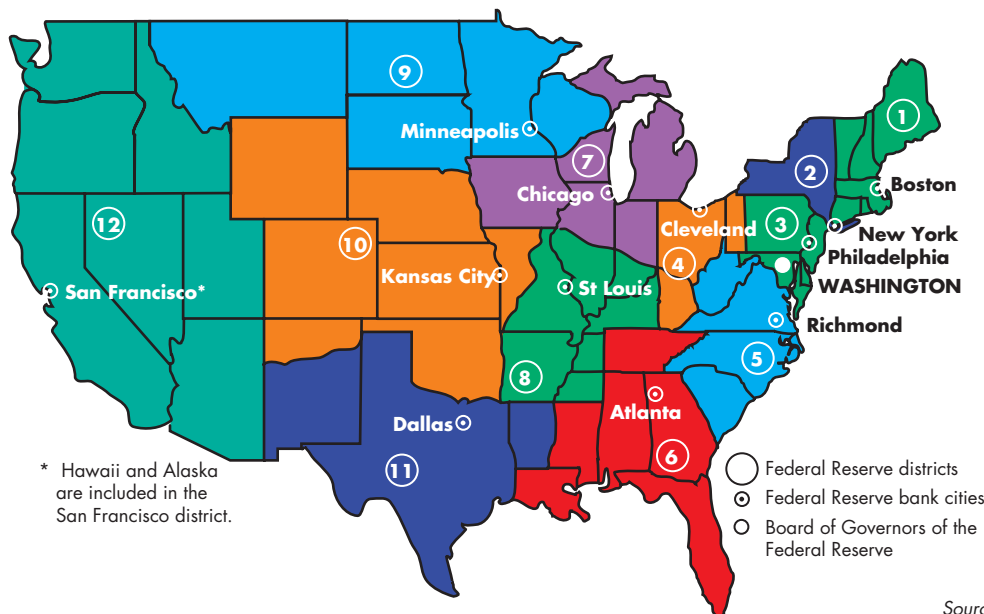 9
1
Minneapolis
7
2
Chicago
Boston
12
3
10
Cleveland
New York
4
Philadelphia
Kansas City
San Francisco*
St Louis
WASHINGTON
Richmond
5
8
Atlanta
Dallas
6
11
* Hawaii and Alaska
are included in the
San Francisco district.
Federal Reserve districts
Federal Reserve bank cities
Board of Governors of the
Federal Reserve